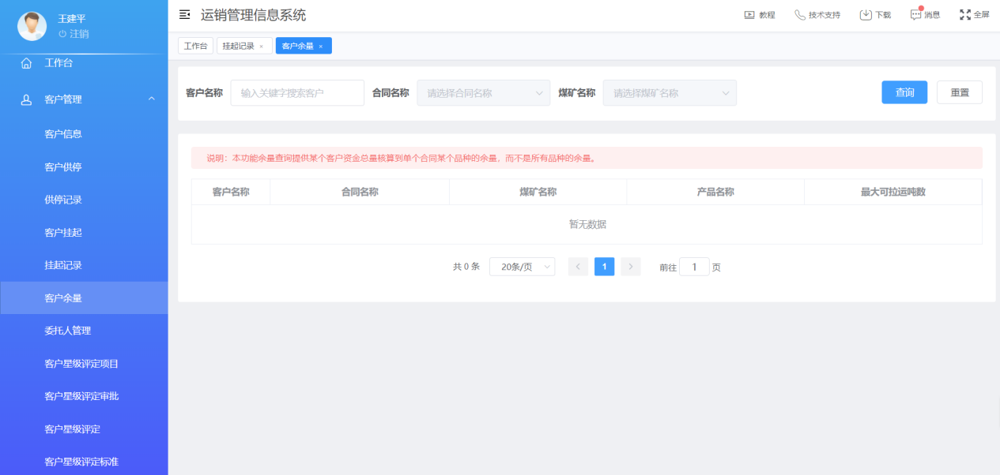 王建平
注销
工作台
客户管理
客户信息
客户供停
供停记录
客户挂起
挂起记录
客户余量
委托人管理
客户星级评定项目
客户星级评定审批
客户星级评定
客户星级评定标准
运销管理信息系统
教程 技术支持 下载 消息 全屏
工作台 挂起记录 × 客户余量 ×
客户名称 输入关键字搜索客户 合同名称 请选择合同名称 煤矿名称 请选择煤矿名称 查询 重置
说明：本功能余量查询提供某个客户资金总量核算到单个合同某个品种的余量，而不是所有品种的余量。
客户名称 合同名称 煤矿名称 产品名称 最大可拉运吨数
暂无数据
共 0 条 20条/页 1 前往 1 页